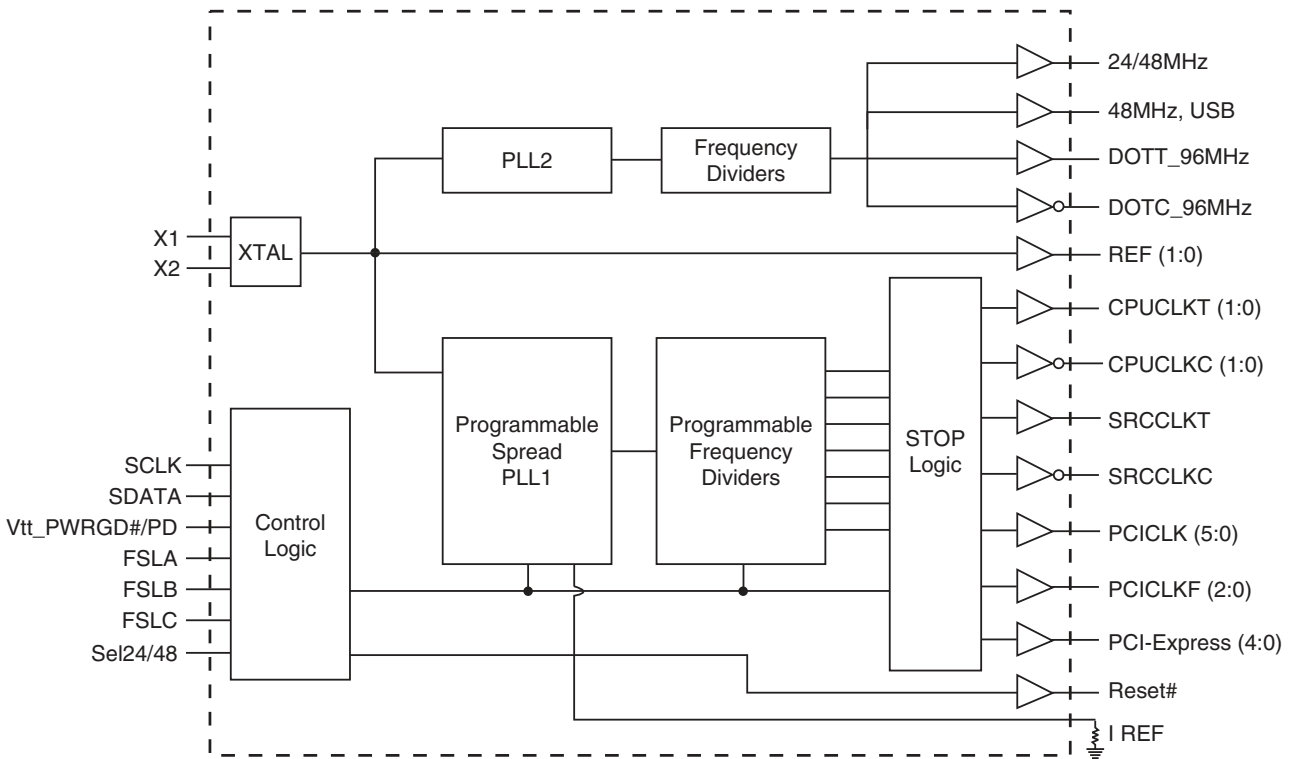 24/48MHz
48MHz, USB
PLL2
Frequency
Dividers
DOTT_96MHz
DOTC_96MHz
X1
X2
XTAL
REF (1:0)
CPUCLKT (1:0)
CPUCLKC (1:0)
SRCCLKT
SRCCLKC
PCICLK (5:0)
PCICLKF (2:0)
PCI-Express (4:0)
Reset#
I REF
Programmable
Spread
PLL1
Programmable
Frequency
Dividers
STOP
Logic
SCLK
SDATA
Vtt_PWRGD#/PD
FSLA
FSLB
FSLC
Sel24/48
Control
Logic